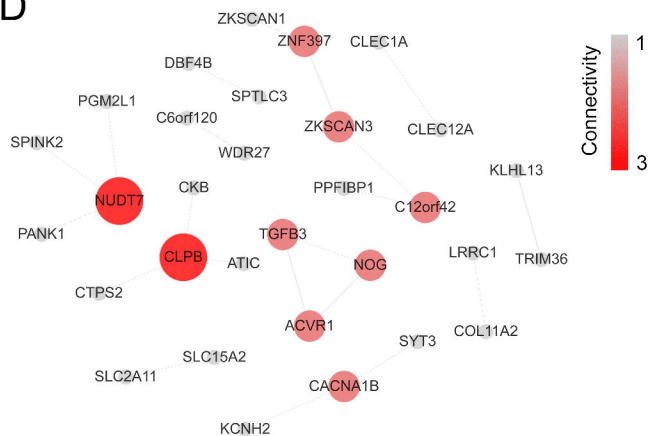 D
ZKSCAN1
ZNF397
CLEC1A
DBF4B
PGM2L1
SPTLC3
C6orf120
ZKSCAN3
CLEC12A
SPINK2
WDR27
KLHL13
CKB
PPFIBP1
NUDT7
C12orf42
PANK1
TGFB3
CLPB
ATIC
NOG
LRRC1
TRIM36
CTPS2
ACVR1
COL11A2
SYT3
SLC15A2
SLC2A11
CACNA1B
KCNH2
Connectivity
1
3